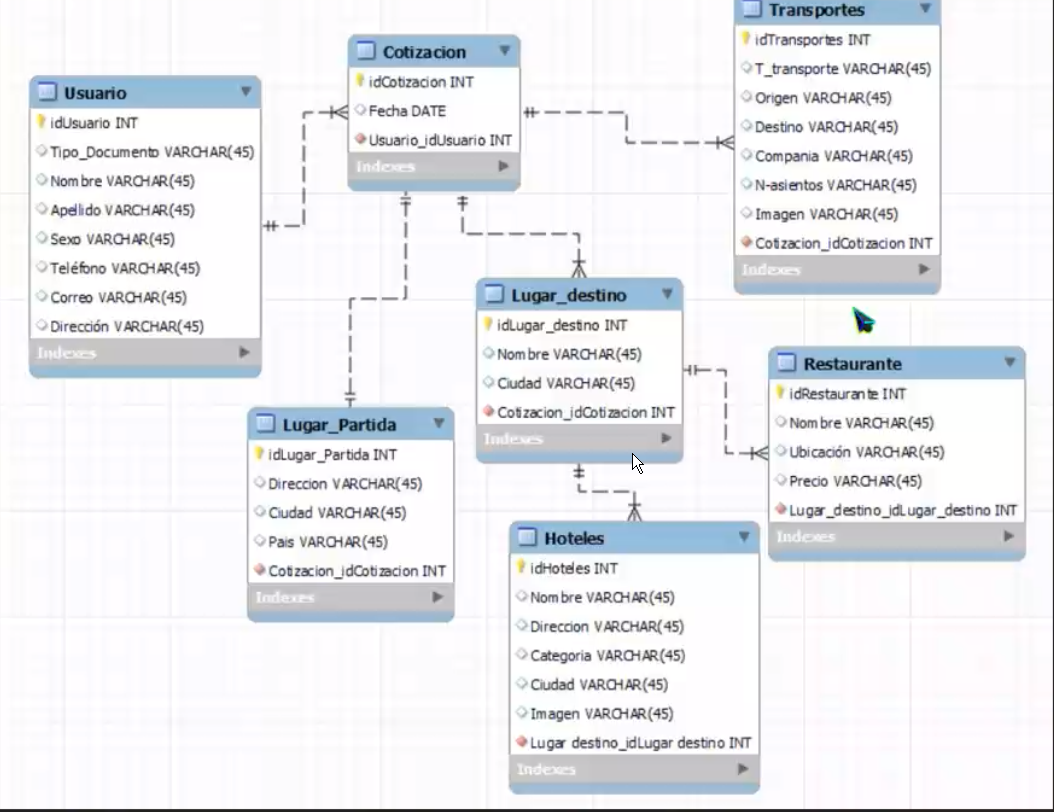 Usuario
idUsuario INT
Tipo_Documento VARCHAR(45)
Nombre VARCHAR(45)
Apellido VARCHAR(45)
Sexo VARCHAR(45)
Teléfono VARCHAR(45)
Correo VARCHAR(45)
Dirección VARCHAR(45)
Indexes
Cotizacion
idCotizacion INT
Fecha DATE
Usuario_idUsuario INT
Indexes
Transportes
idTransportes INT
T_transporte VARCHAR(45)
Origen VARCHAR(45)
Destino VARCHAR(45)
Compania VARCHAR(45)
N-asientos VARCHAR(45)
Imagen VARCHAR(45)
Cotizacion_idCotizacion INT
Indexes
Lugar_destino
idLugar_destino INT
Nombre VARCHAR(45)
Ciudad VARCHAR(45)
Cotizacion_idCotizacion INT
Indexes
Restaurante
idRestaurante INT
Nombre VARCHAR(45)
Ubicación VARCHAR(45)
Precio VARCHAR(45)
Lugar_destino_idLugar_destino INT
Indexes
Lugar_Partida
idLugar_Partida INT
Direccion VARCHAR(45)
Ciudad VARCHAR(45)
Pais VARCHAR(45)
Cotizacion_idCotizacion INT
Indexes
Hoteles
idHoteles INT
Nombre VARCHAR(45)
Direccion VARCHAR(45)
Categoria VARCHAR(45)
Ciudad VARCHAR(45)
Imagen VARCHAR(45)
Lugar destino_idLugar destino INT
Indexes